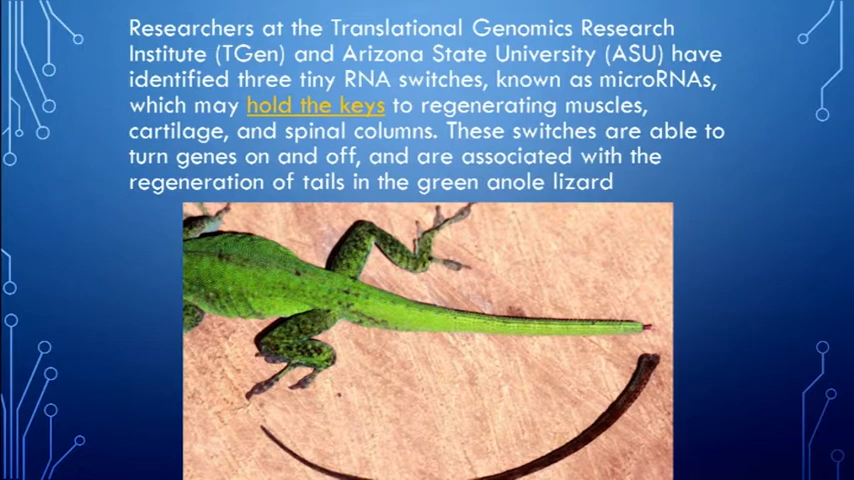 Researchers at the Translational Genomics Research
Institute (TGen) and Arizona State University (ASU) have
identified three tiny RNA switches, known as microRNAs,
which may hold the keys to regenerating muscles,
cartilage, and spinal columns. These switches are able to
turn genes on and off, and are associated with the
regeneration of tails in the green anole lizard